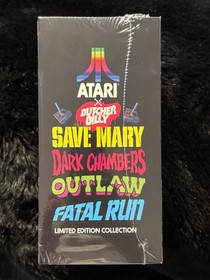 ATARI
X
BUTCHER
BILLY
SAVE MARY
DARK CHAMBERS
OUTLAW
FATAL RUN
LIMITED EDITION COLLECTION